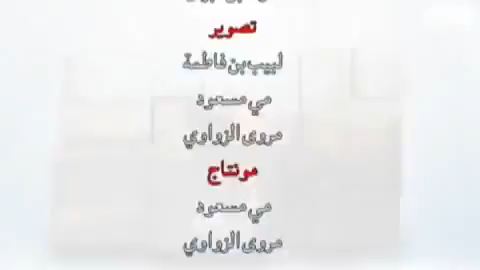 تصوير
لبيب بن فاطمة
مي مسعود
مروى الزواوي
مونتاج
مي مسعود
مروى الزواوي